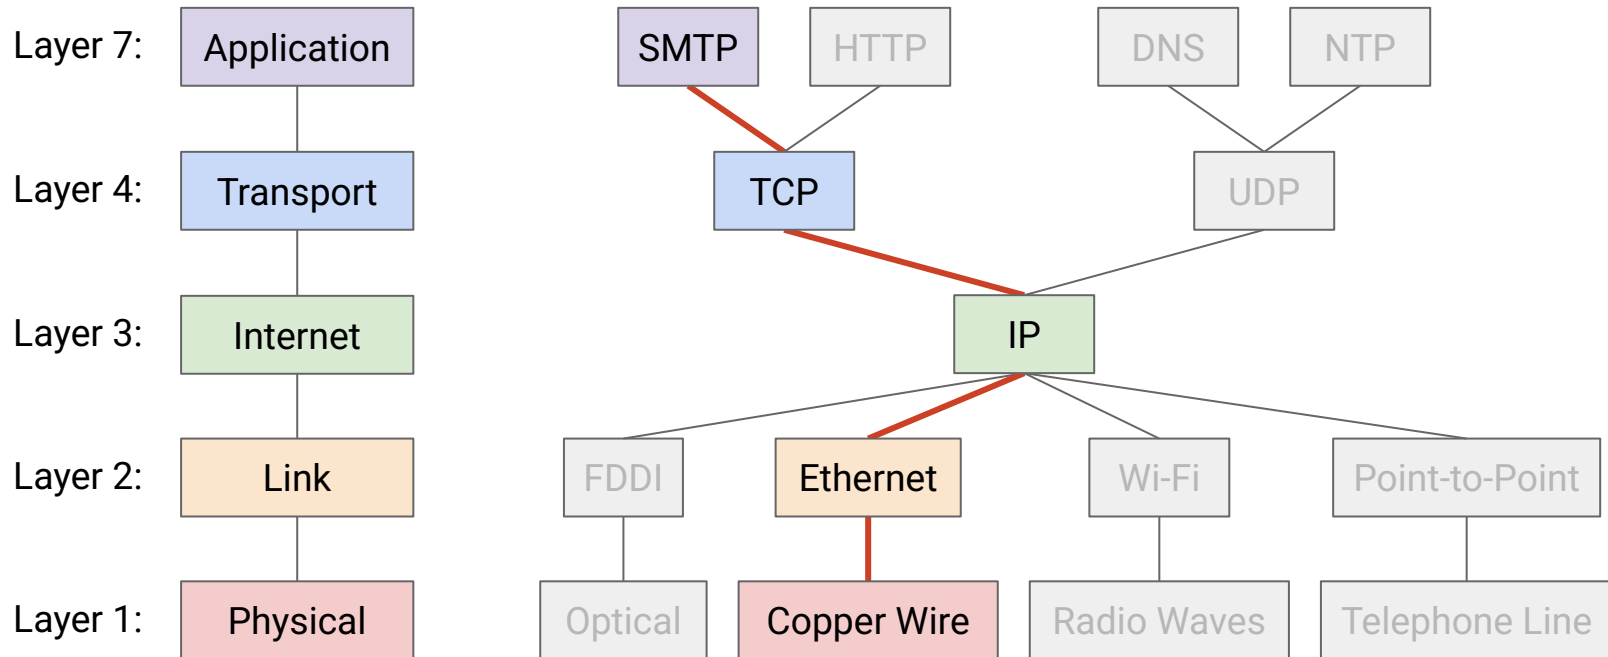 Layer 7: Application SMTP HTTP DNS NTP
Layer 4: Transport TCP UDP
Layer 3: Internet IP
Layer 2: Link FDDI Ethernet Wi-Fi Point-to-Point
Layer 1: Physical Optical Copper Wire Radio Waves Telephone Line